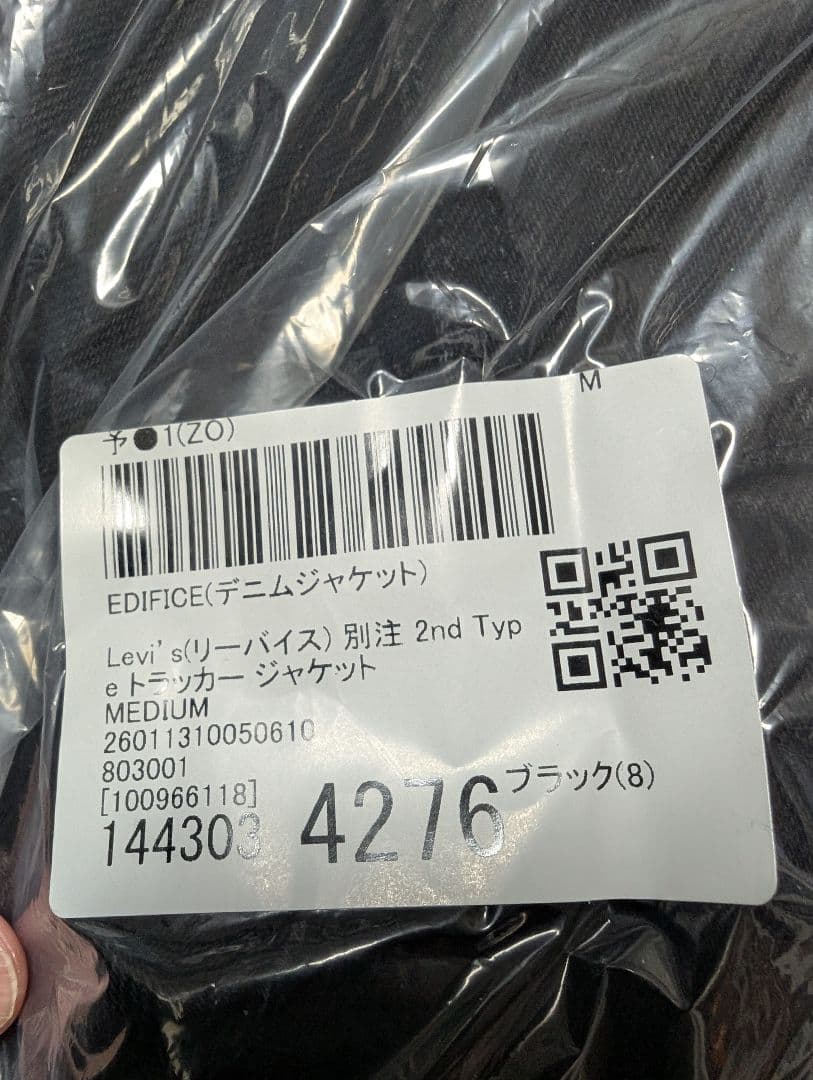 M
予●1(ZO)
EDIFICE(デニムジャケット)
Levi's(リーバイス) 別注 2nd Typ
e トラッカー ジャケット
MEDIUM
26011310050610
803001
[100966118]
ブラック(8)
1443034276